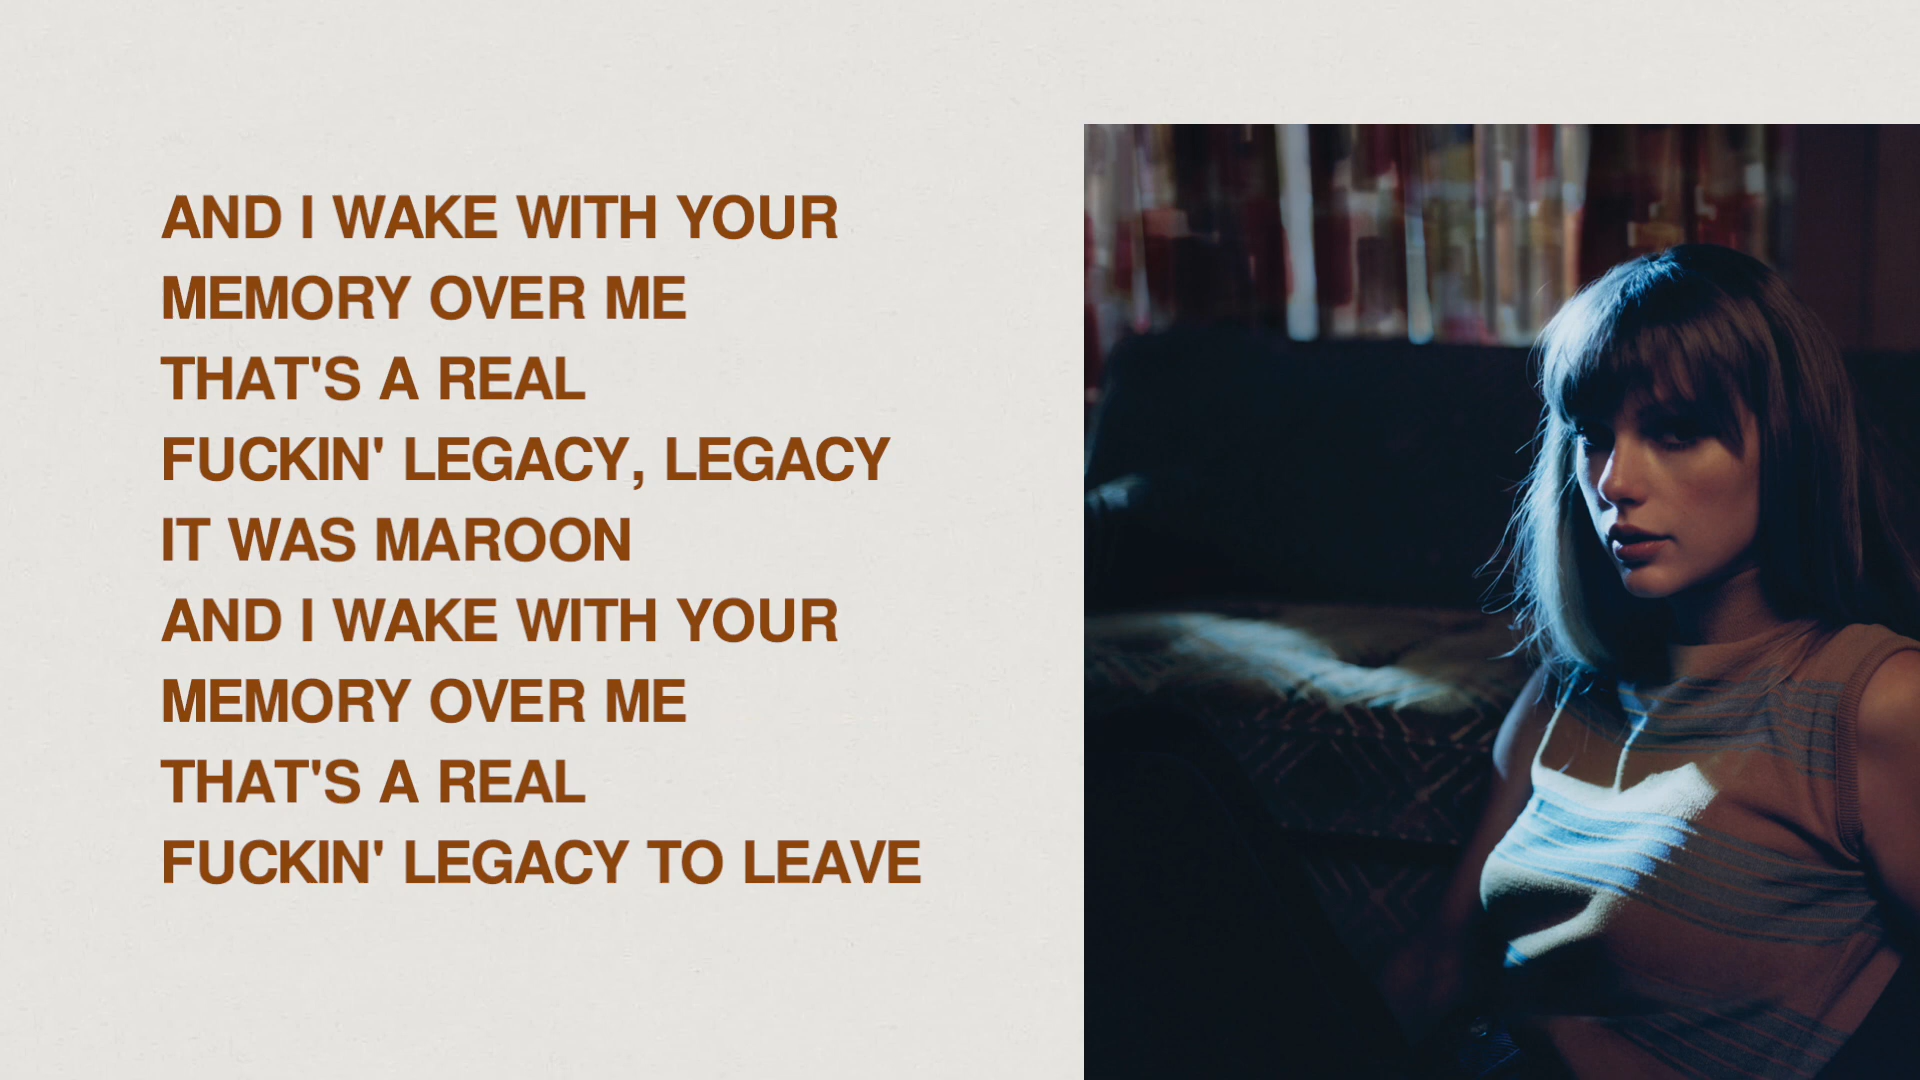 AND I WAKE WITH YOUR
MEMORY OVER ME
THAT'S A REAL
FUCKIN' LEGACY, LEGACY
IT WAS MAROON
AND I WAKE WITH YOUR
MEMORY OVER ME
THAT'S A REAL
FUCKIN' LEGACY TO LEAVE